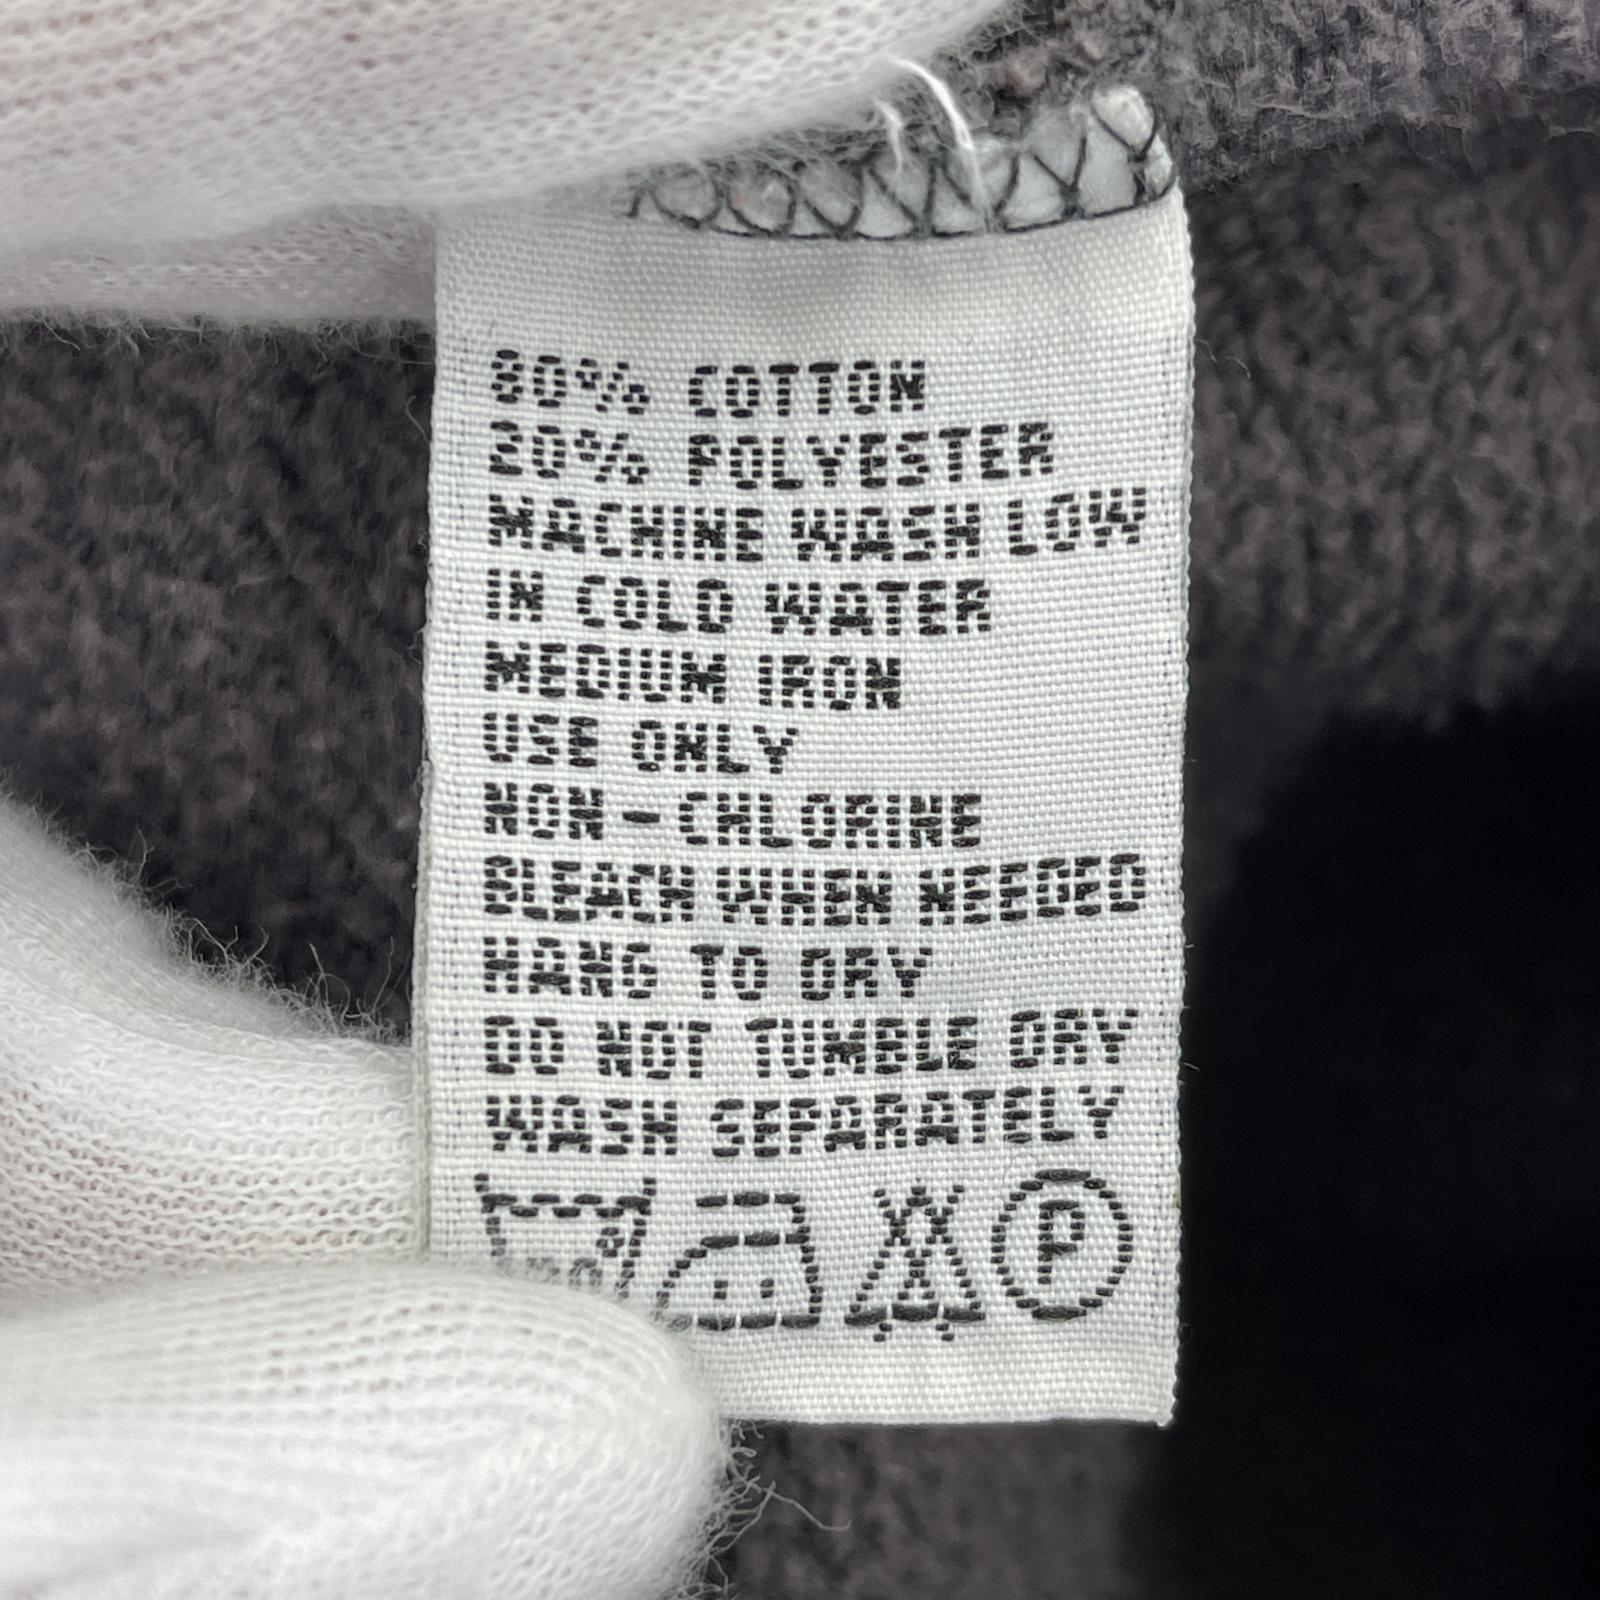 80% COTTON
20% POLYESTER
MACHINE WASH LOW
IN COLD WATER
MEDIUM IRON
USE ONLY
NON-CHLORINE
BLEACH WHEN NEEDED
HANG TO DRY
DO NOT TUMBLE DRY
WASH SEPARATELY
P